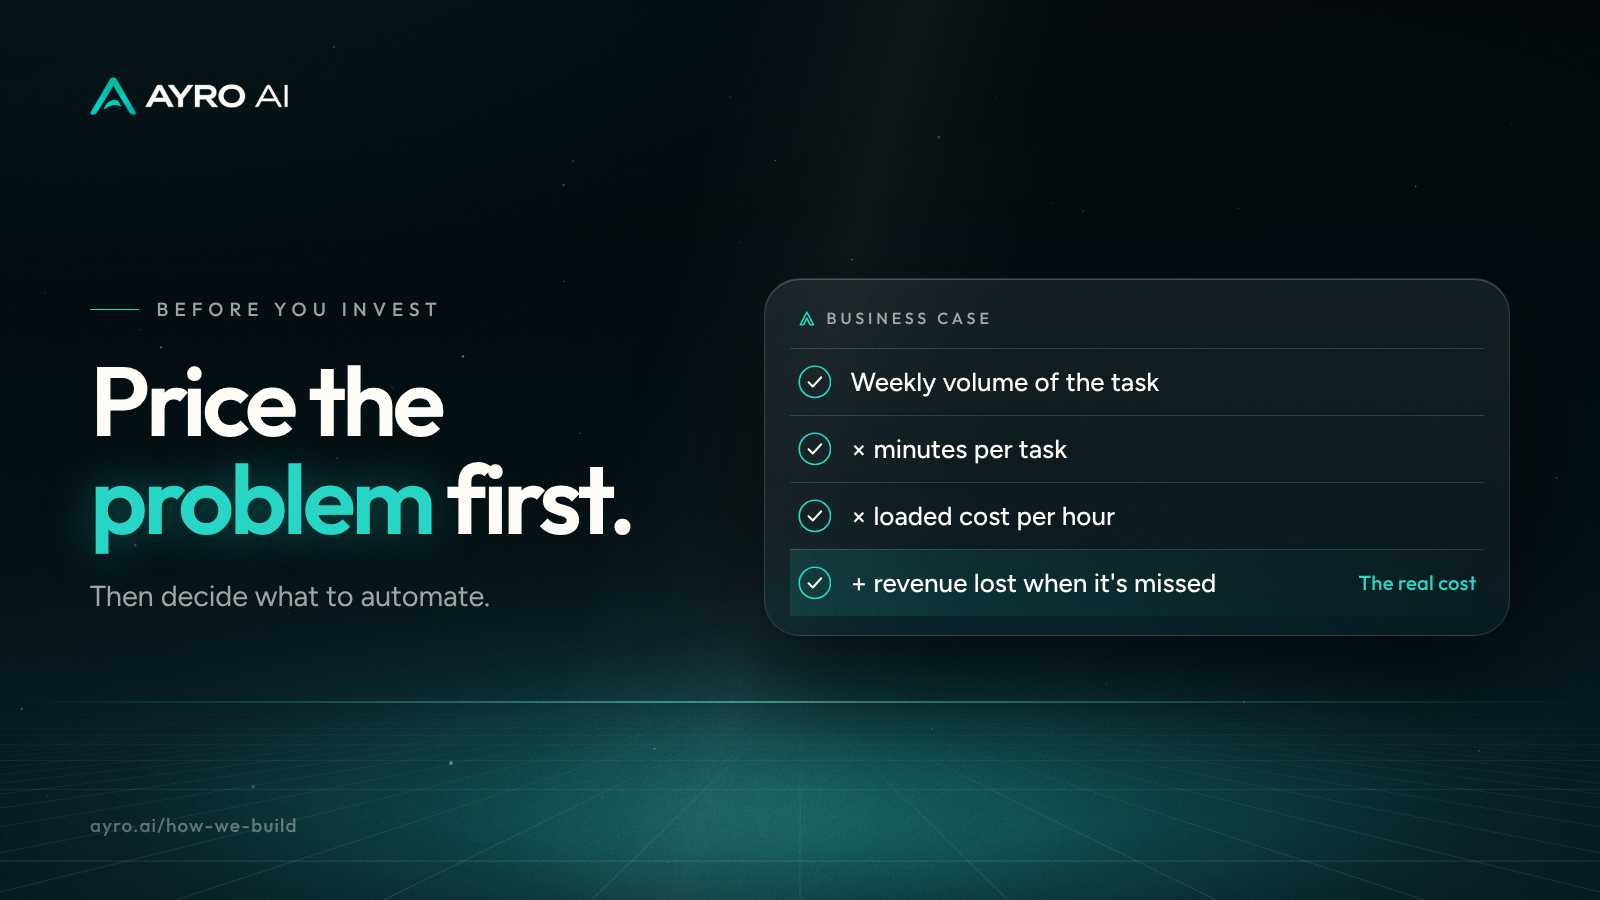 AYRO AI
BEFORE YOU INVEST
Price the
problem first.
Then decide what to automate.
BUSINESS CASE
Weekly volume of the task
× minutes per task
× loaded cost per hour
+ revenue lost when it's missed
The real cost
ayro.ai/how-we-build